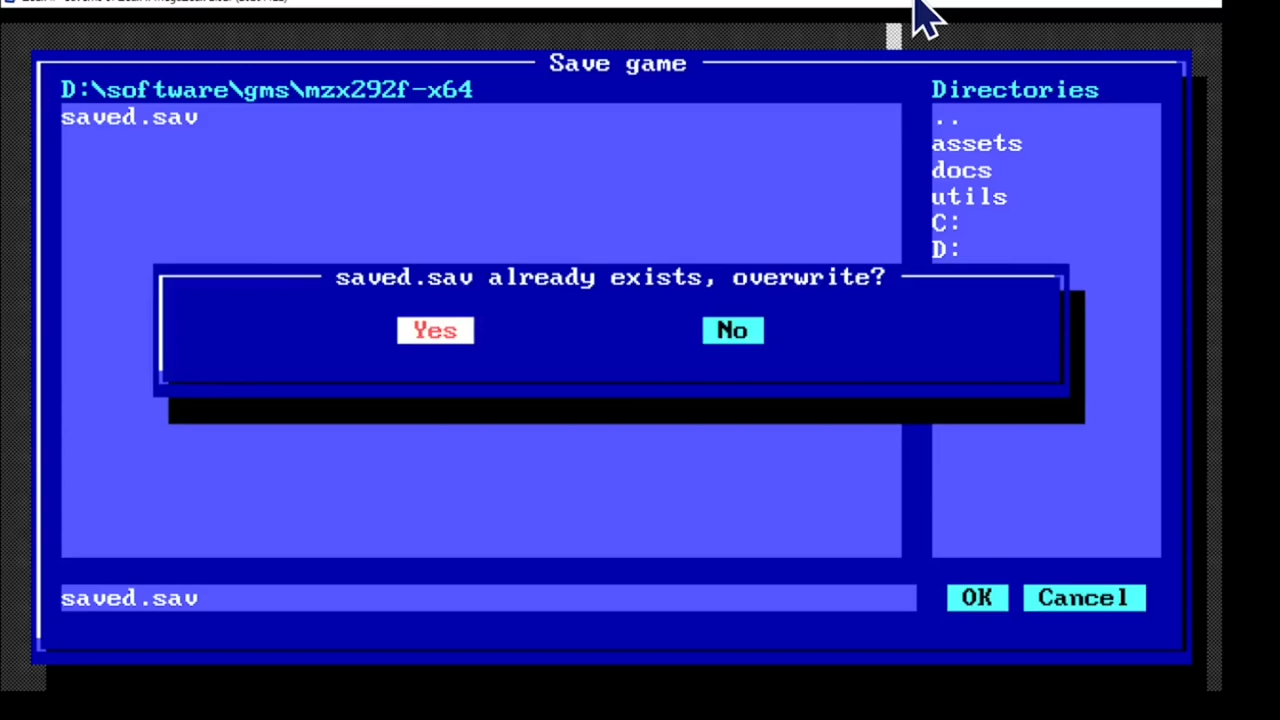 Save game
D:\software\gms\mzx292f-x64
Directories
saved.sav
..
assets
docs
utils
C:
D:
saved.sav already exists, overwrite?
Yes
No
saved.sav
OK
Cancel